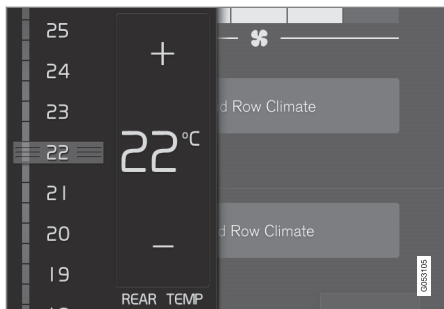 25
24
23
22
21
20
19
+
22°C
−
REAR TEMP
d Row Climate
d Row Climate
G053105